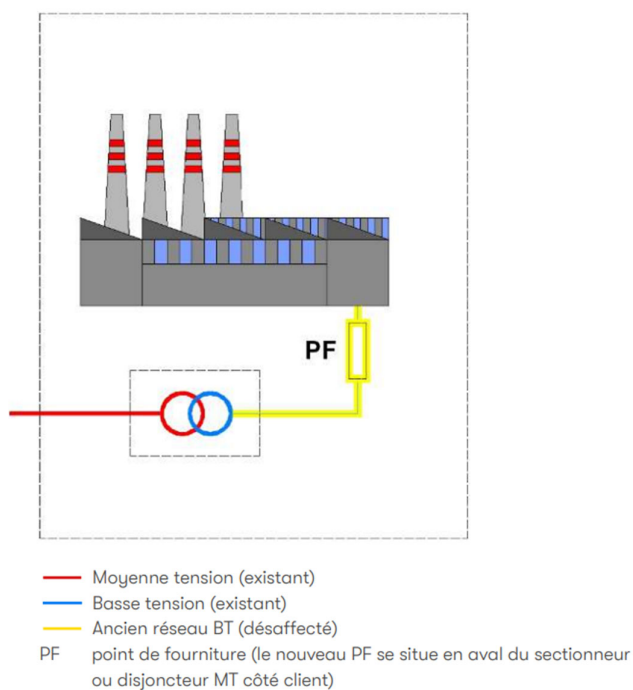 PF
Moyenne tension (existant)
Basse tension (existant)
Ancien réseau BT (désaffecté)
PF point de fourniture (le nouveau PF se situe en aval du sectionneur
ou disjoncteur MT côté client)